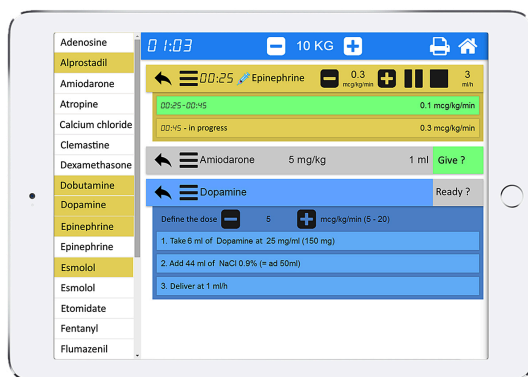 Adenosine
Alprostadil
Amiodarone
Atropine
Calcium chloride
Clemastine
Dexamethasone
Dobutamine
Dopamine
Epinephrine
Epinephrine
Esmolol
Esmolol
Etomidate
Fentanyl
Flumazenil
01:03 10 KG
00:25 Epinephrine 0.3 mcg/kg/min 3 ml/h
00:25-00:45 0.1 mcg/kg/min
00:45 - in progress 0.3 mcg/kg/min
Amiodarone 5 mg/kg 1 ml Give ?
Dopamine Ready ?
Define the dose 5 mcg/kg/min (5 - 20)
1. Take 6 ml of Dopamine at 25 mg/ml (150 mg)
2. Add 44 ml of NaCl 0.9% (= ad 50ml)
3. Deliver at 1 ml/h